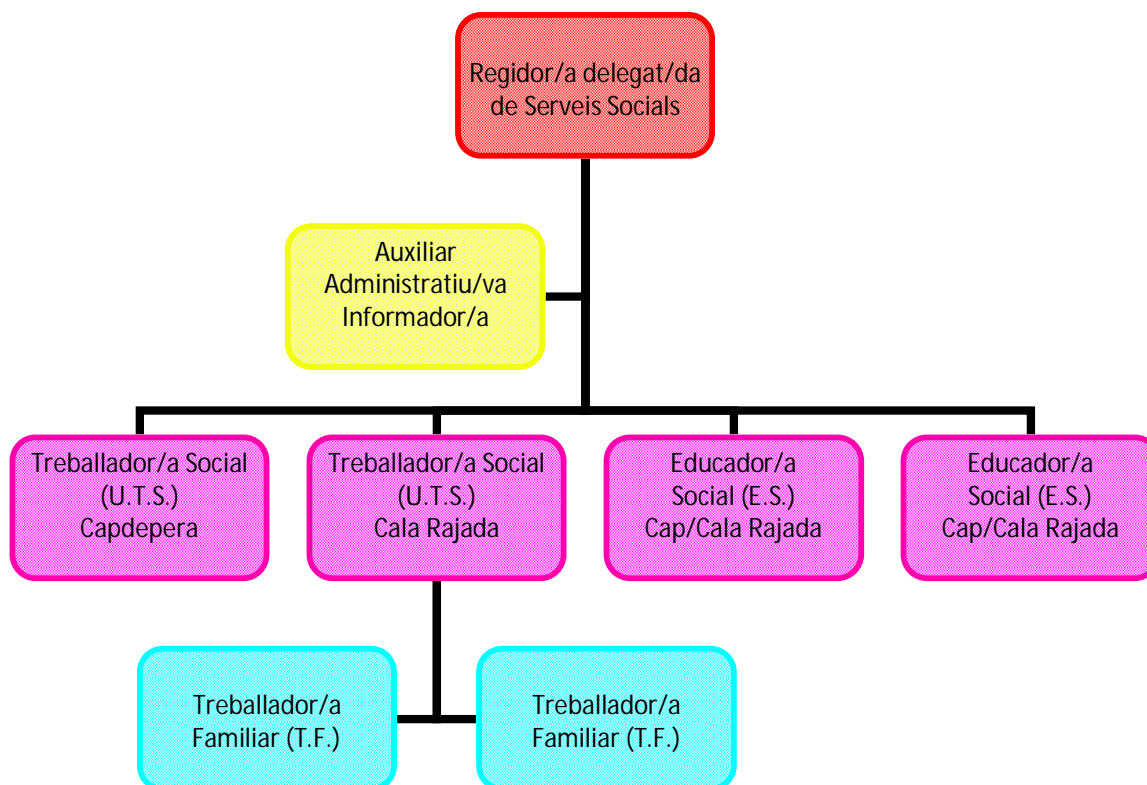 Regidor/a delegat/da
de Serveis Socials
Auxiliar
Administratiu/va
Informador/a
Treballador/a Social
(U.T.S.)
Capdepera
Treballador/a Social
(U.T.S.)
Cala Rajada
Educador/a
Social (E.S.)
Cap/Cala Rajada
Educador/a
Social (E.S.)
Cap/Cala Rajada
Treballador/a
Familiar (T.F.)
Treballador/a
Familiar (T.F.)